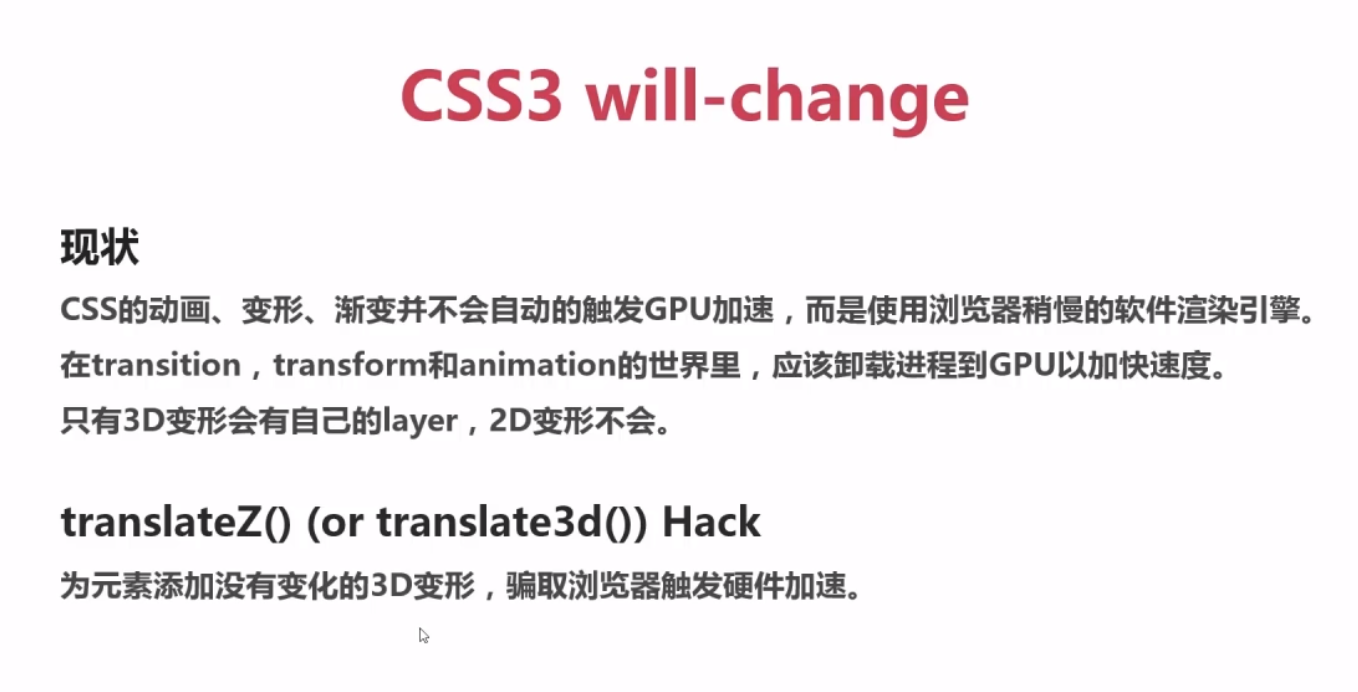 CSS3 will-change
现状
CSS的动画、变形、渐变并不会自动的触发GPU加速，而是使用浏览器稍慢的软件渲染引擎。
在transition，transform和animation的世界里，应该卸载进程到GPU以加快速度。
只有3D变形会有自己的layer，2D变形不会。
translateZ() (or translate3d()) Hack
为元素添加没有变化的3D变形，骗取浏览器触发硬件加速。